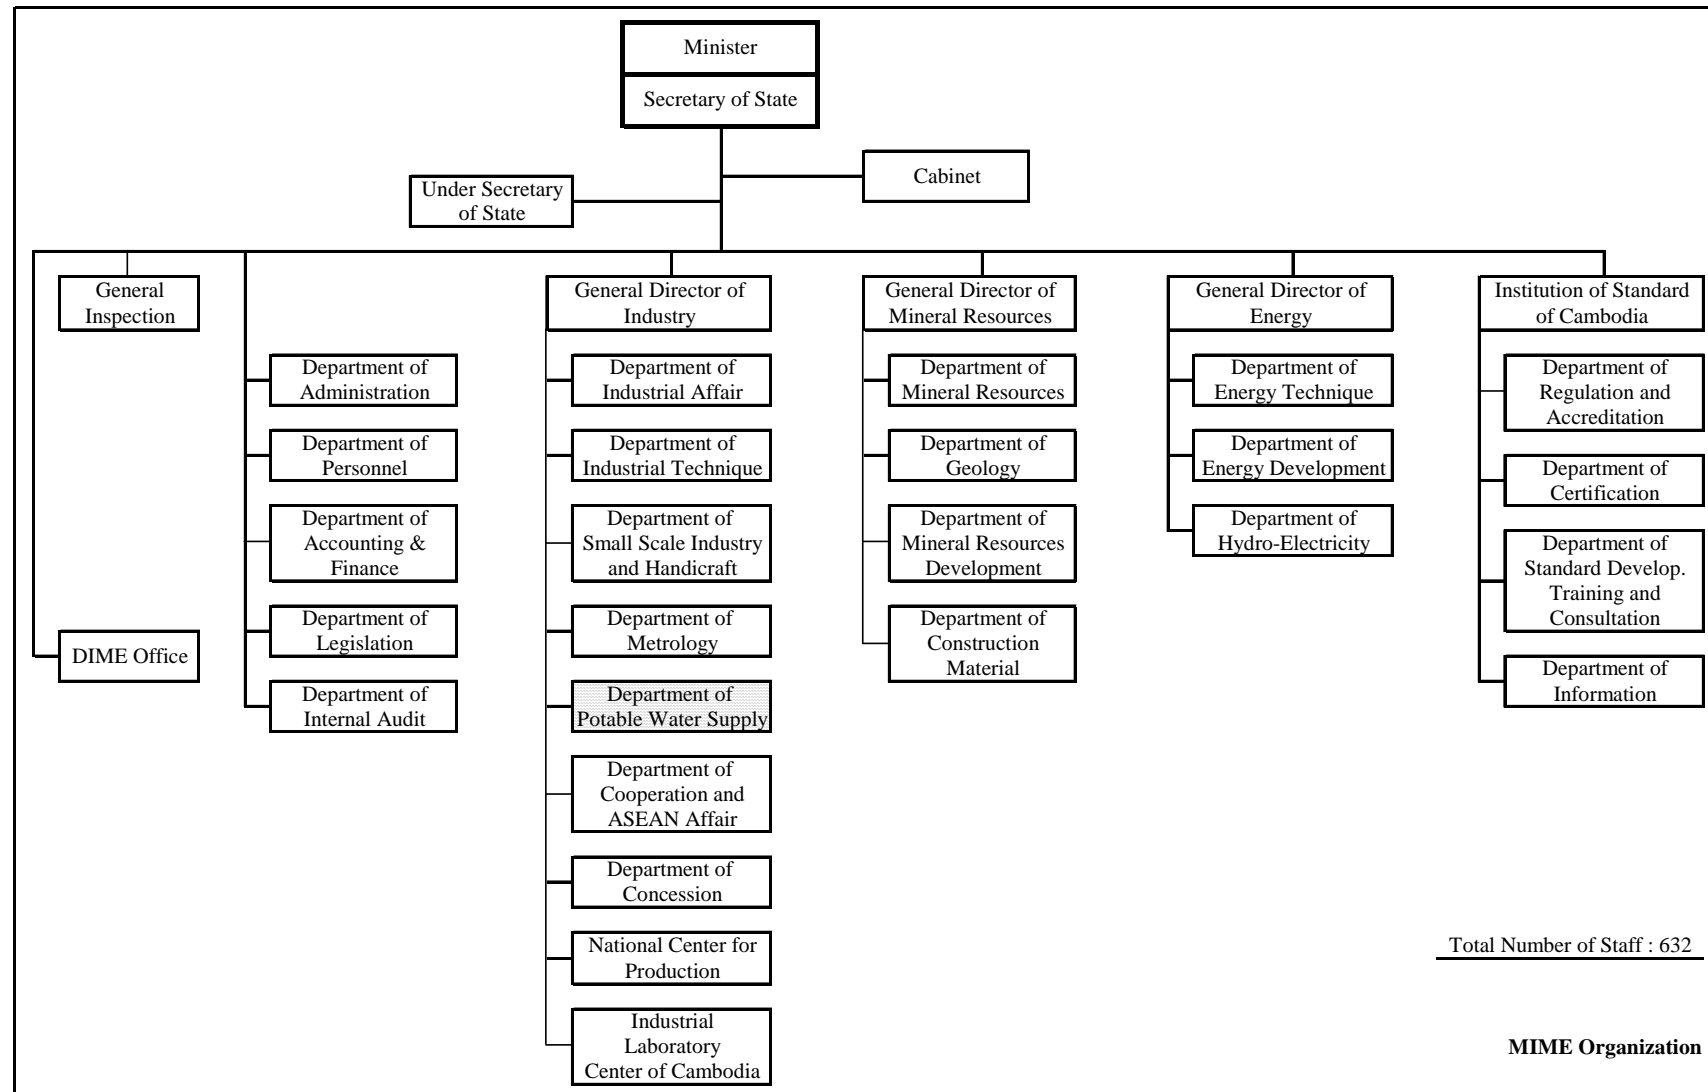 Minister
Secretary of State
Cabinet
Under Secretary
of State
General
Inspection
DIME Office
Department of
Administration
Department of
Personnel
Department of
Accounting &
Finance
Department of
Legislation
Department of
Internal Audit
General Director of
Industry
Department of
Industrial Affair
Department of
Industrial Technique
Department of
Small Scale Industry
and Handicraft
Department of
Metrology
Department of
Potable Water Supply
Department of
Cooperation and
ASEAN Affair
Department of
Concession
National Center for
Production
Industrial
Laboratory
Center of Cambodia
General Director of
Mineral Resources
Department of
Mineral Resources
Department of
Geology
Department of
Mineral Resources
Development
Department of
Construction
Material
General Director of
Energy
Department of
Energy Technique
Department of
Energy Development
Department of
Hydro-Electricity
Institution of Standard
of Cambodia
Department of
Regulation and
Accreditation
Department of
Certification
Department of
Standard Develop.
Training and
Consultation
Department of
Information
Total Number of Staff : 632
MIME Organization